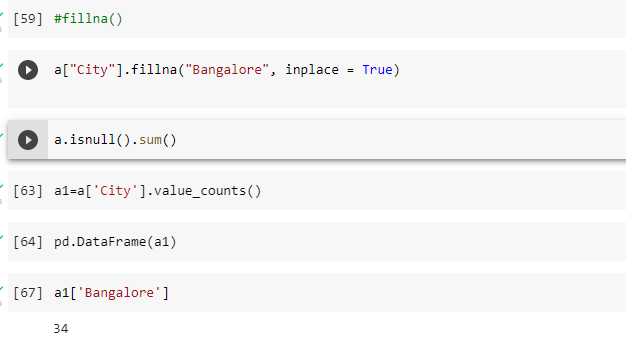 [59] #fillna()
a["City"].fillna("Bangalore", inplace = True)
a.isnull().sum()
[63] a1=a['City'].value_counts()
[64] pd.DataFrame(a1)
[67] a1['Bangalore']
34